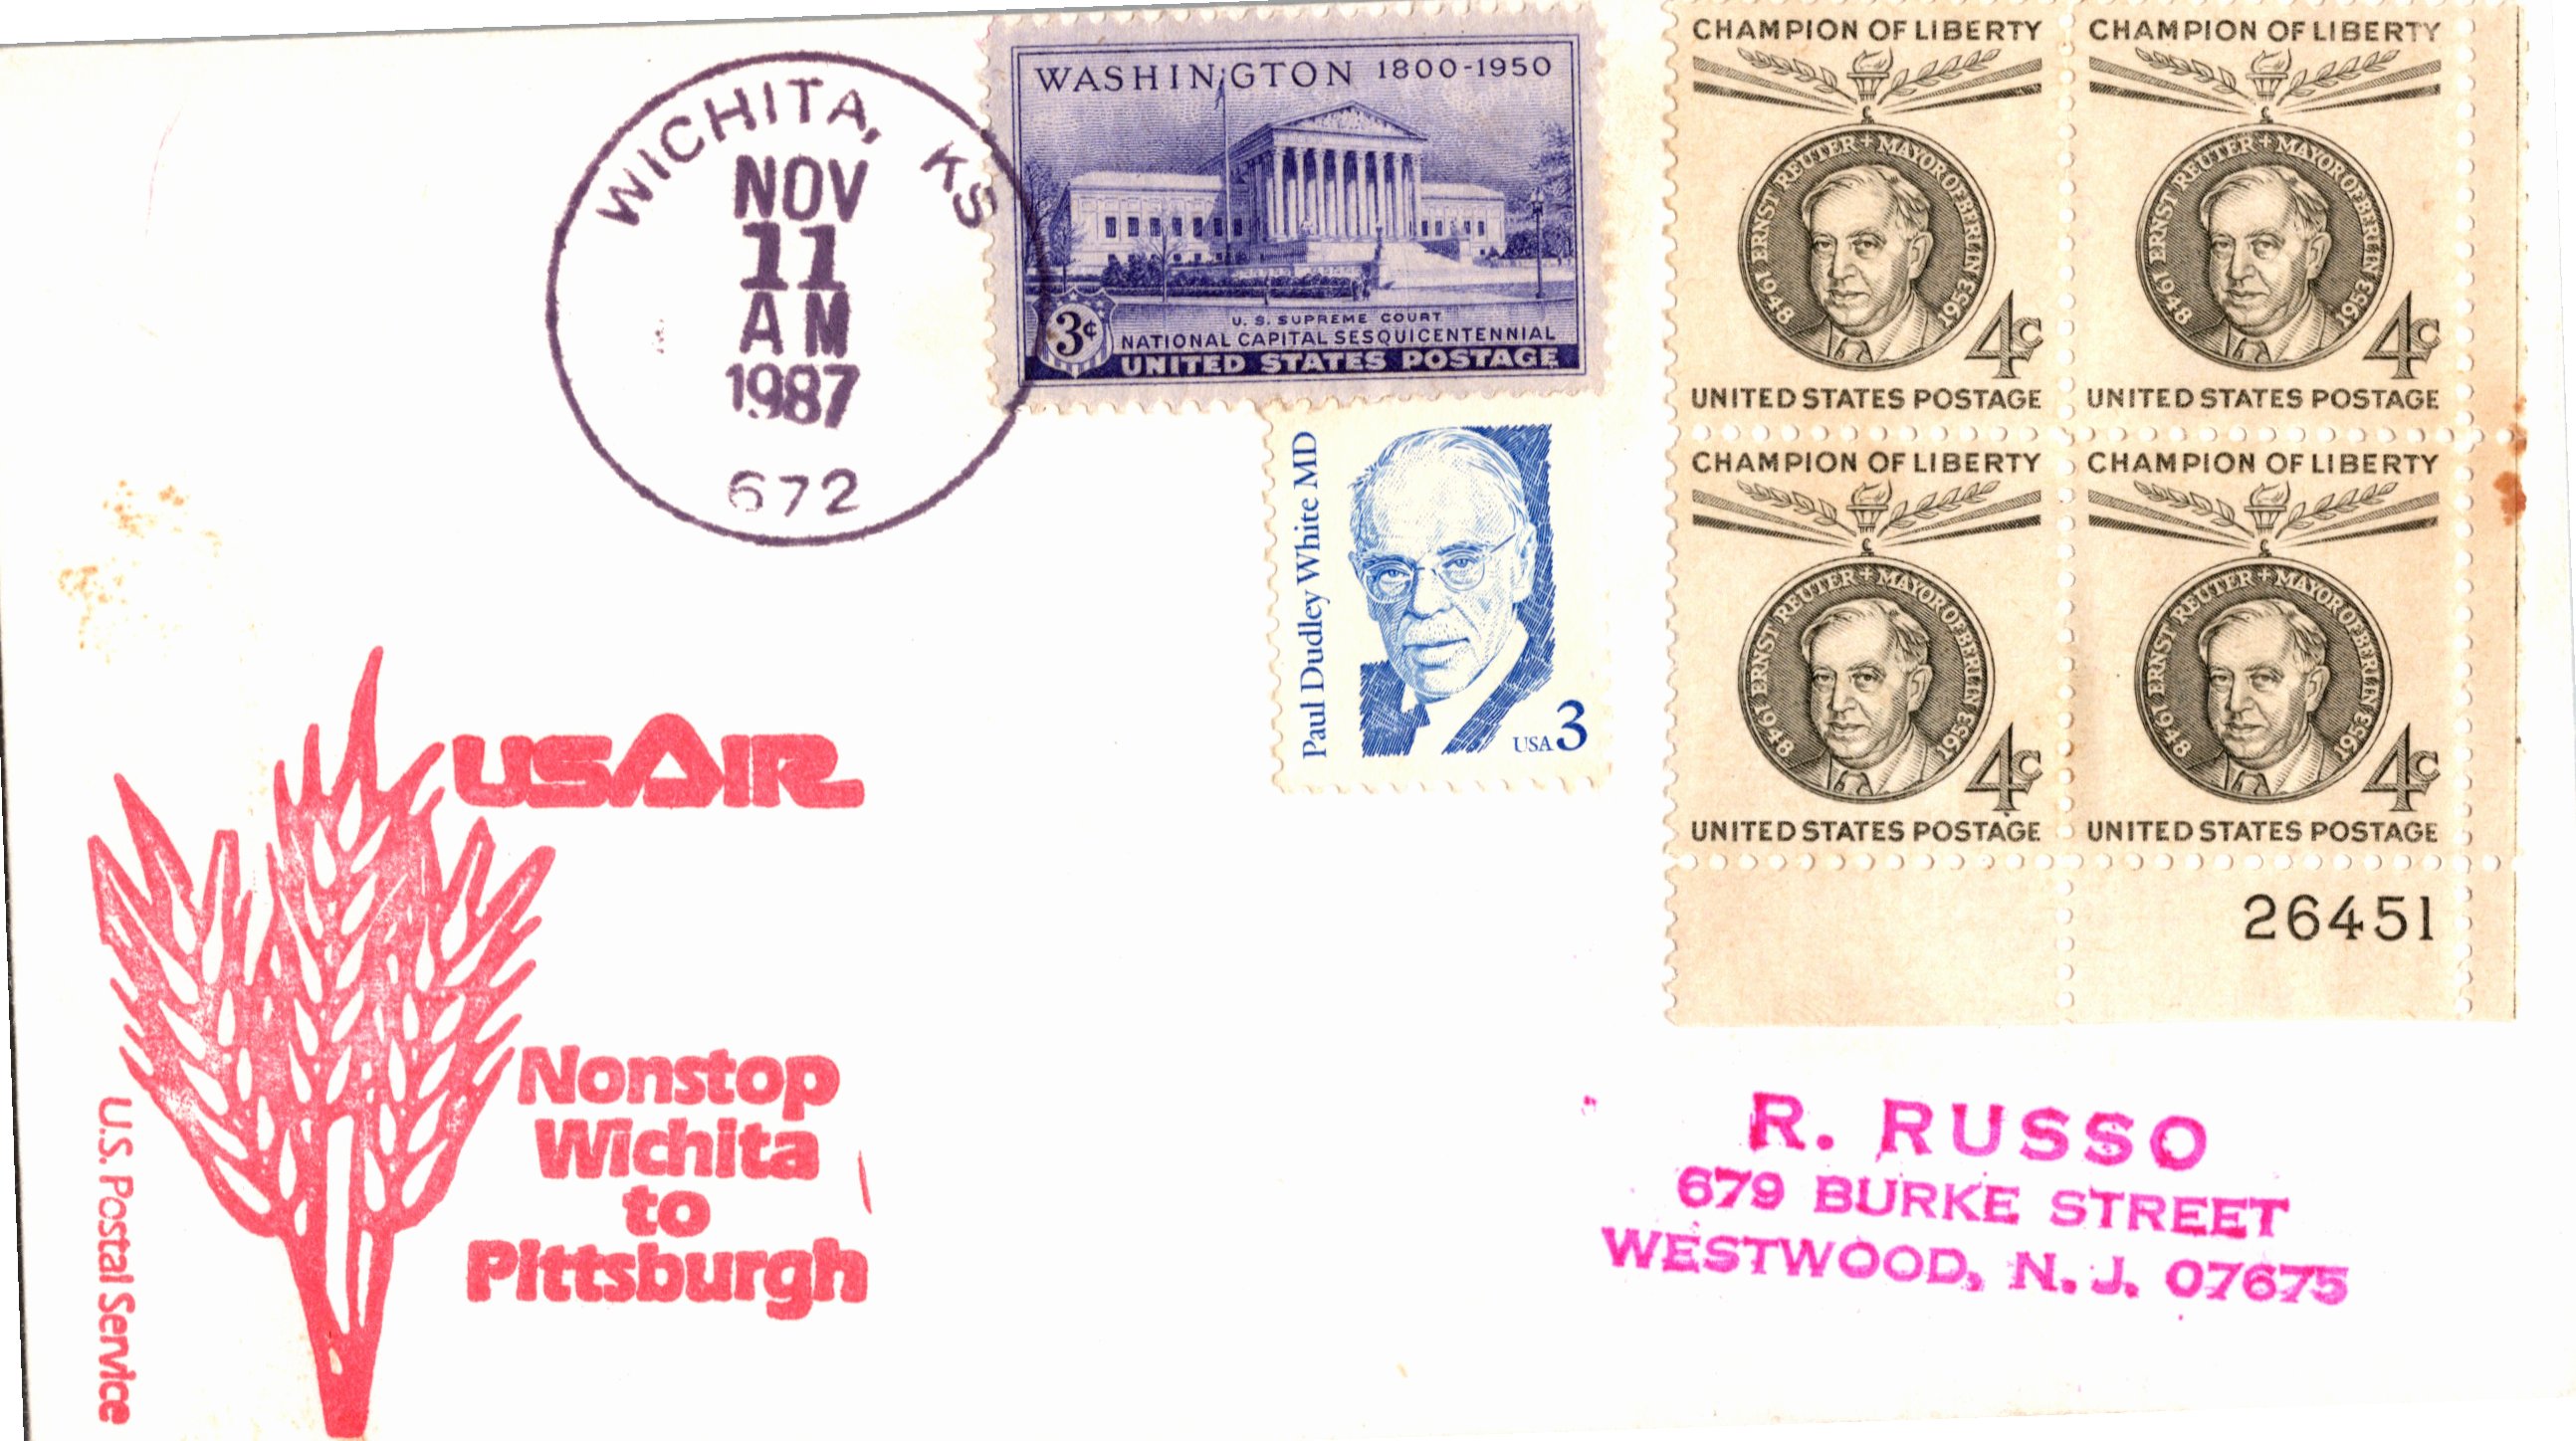 WICHITA, KS
NOV
11
AM
1987
672
WASHINGTON 1800-1950
3¢
U. S. SUPREME COURT
NATIONAL CAPITAL SESQUICENTENNIAL
UNITED STATES POSTAGE
Paul Dudley White MD
USA 3
CHAMPION OF LIBERTY
1948 ERNST REUTER + MAYOR OF BERLIN 1953
4c
UNITED STATES POSTAGE
CHAMPION OF LIBERTY
1948 ERNST REUTER + MAYOR OF BERLIN 1953
4c
UNITED STATES POSTAGE
CHAMPION OF LIBERTY
1948 ERNST REUTER + MAYOR OF BERLIN 1953
4c
UNITED STATES POSTAGE
CHAMPION OF LIBERTY
1948 ERNST REUTER + MAYOR OF BERLIN 1953
4c
UNITED STATES POSTAGE
26451
USAIR
Nonstop
Wichita
to
Pittsburgh
U.S. Postal Service
R. RUSSO
679 BURKE STREET
WESTWOOD, N. J. 07675